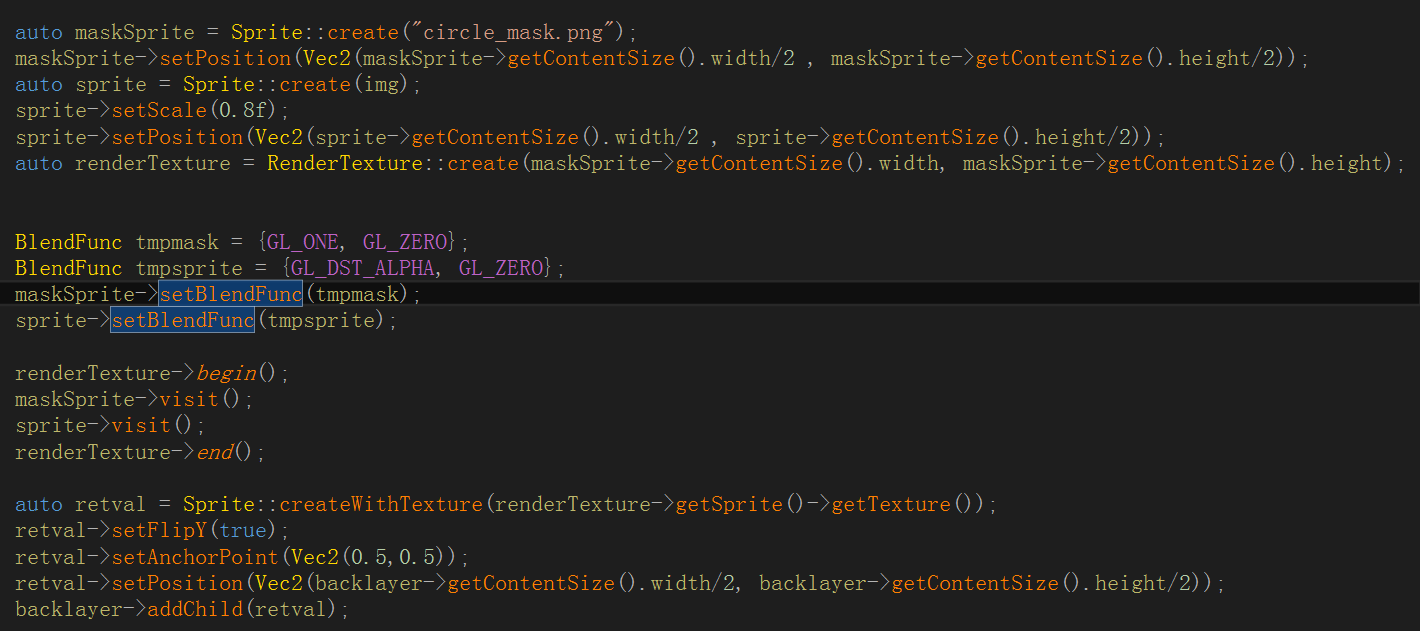 auto maskSprite = Sprite::create("circle_mask.png");
maskSprite->setPosition(Vec2(maskSprite->getContentSize().width/2 , maskSprite->getContentSize().height/2));
auto sprite = Sprite::create(img);
sprite->setScale(0.8f);
sprite->setPosition(Vec2(sprite->getContentSize().width/2 , sprite->getContentSize().height/2));
auto renderTexture = RenderTexture::create(maskSprite->getContentSize().width, maskSprite->getContentSize().height);
BlendFunc tmpmask = {GL_ONE, GL_ZERO};
BlendFunc tmpsprite = {GL_DST_ALPHA, GL_ZERO};
maskSprite->setBlendFunc(tmpmask);
sprite->setBlendFunc(tmpsprite);
renderTexture->begin();
maskSprite->visit();
sprite->visit();
renderTexture->end();
auto retval = Sprite::createWithTexture(renderTexture->getSprite()->getTexture());
retval->setFlipY(true);
retval->setAnchorPoint(Vec2(0.5,0.5));
retval->setPosition(Vec2(backlayer->getContentSize().width/2, backlayer->getContentSize().height/2));
backlayer->addChild(retval);